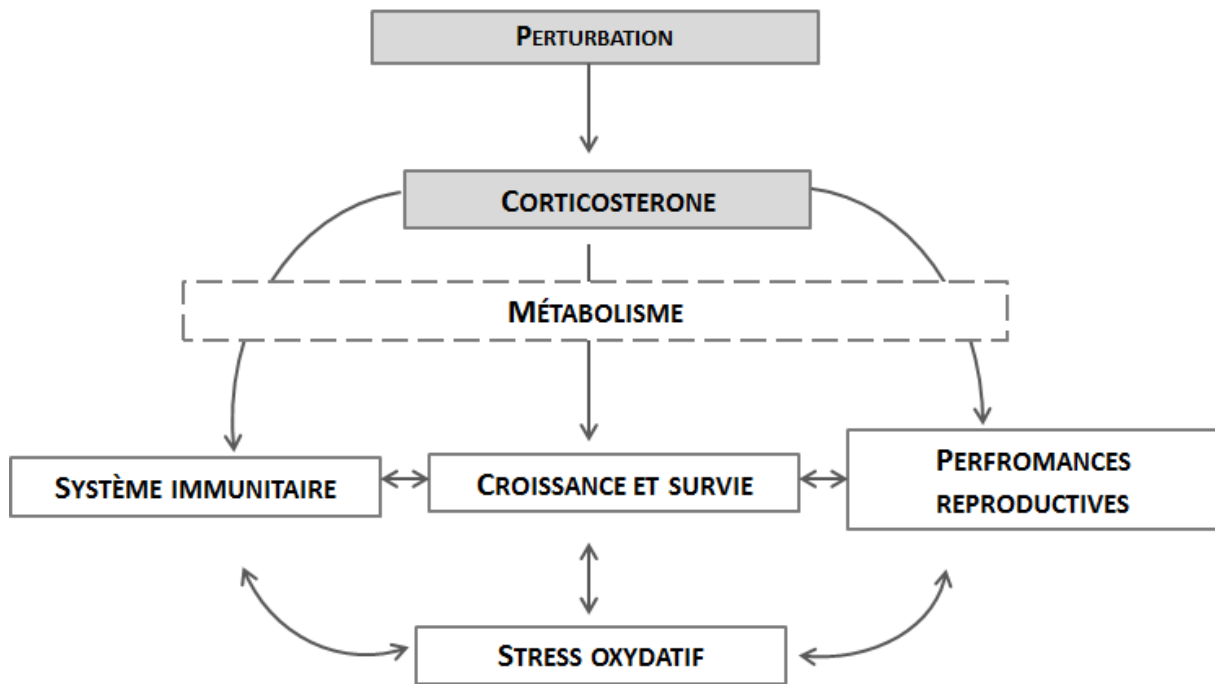 PERTURBATION
CORTICOSTERONE
MÉTABOLISME
SYSTÈME IMMUNITAIRE
CROISSANCE ET SURVIE
PERFROMANCES
REPRODUCTIVES
STRESS OXYDATIF